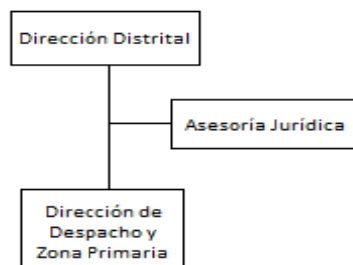 Dirección Distrital
Asesoría Jurídica
Dirección de
Despacho y
Zona Primaria